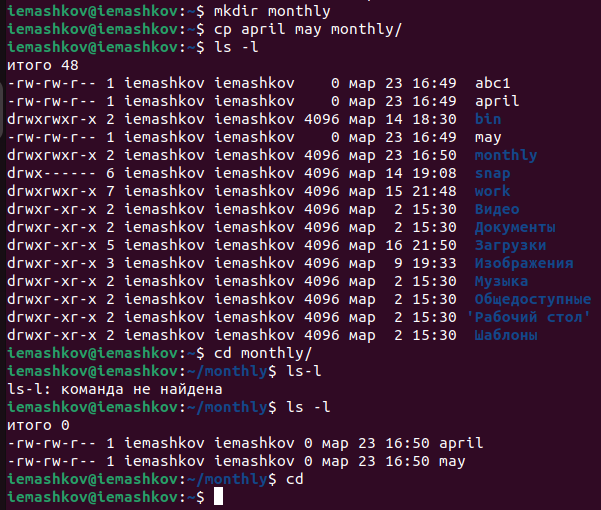 iemashkov@iemashkov:~$ mkdir monthly
iemashkov@iemashkov:~$ cp april may monthly/
iemashkov@iemashkov:~$ ls -l
итого 48
-rw-rw-r-- 1 iemashkov iemashkov    0 мар 23 16:49  abc1
-rw-rw-r-- 1 iemashkov iemashkov    0 мар 23 16:49  april
drwxrwxr-x 2 iemashkov iemashkov 4096 мар 14 18:30  bin
-rw-rw-r-- 1 iemashkov iemashkov    0 мар 23 16:49  may
drwxrwxr-x 2 iemashkov iemashkov 4096 мар 23 16:50  monthly
drwx------ 6 iemashkov iemashkov 4096 мар 14 19:08  snap
drwxrwxr-x 7 iemashkov iemashkov 4096 мар 15 21:48  work
drwxr-xr-x 2 iemashkov iemashkov 4096 мар  2 15:30  Видео
drwxr-xr-x 2 iemashkov iemashkov 4096 мар  2 15:30  Документы
drwxr-xr-x 5 iemashkov iemashkov 4096 мар 16 21:50  Загрузки
drwxr-xr-x 3 iemashkov iemashkov 4096 мар  9 19:33  Изображения
drwxr-xr-x 2 iemashkov iemashkov 4096 мар  2 15:30  Музыка
drwxr-xr-x 2 iemashkov iemashkov 4096 мар  2 15:30  Общедоступные
drwxr-xr-x 2 iemashkov iemashkov 4096 мар  2 15:30 'Рабочий стол'
drwxr-xr-x 2 iemashkov iemashkov 4096 мар  2 15:30  Шаблоны
iemashkov@iemashkov:~$ cd monthly/
iemashkov@iemashkov:~/monthly$ ls-l
ls-l: команда не найдена
iemashkov@iemashkov:~/monthly$ ls -l
итого 0
-rw-rw-r-- 1 iemashkov iemashkov 0 мар 23 16:50 april
-rw-rw-r-- 1 iemashkov iemashkov 0 мар 23 16:50 may
iemashkov@iemashkov:~/monthly$ cd
iemashkov@iemashkov:~$